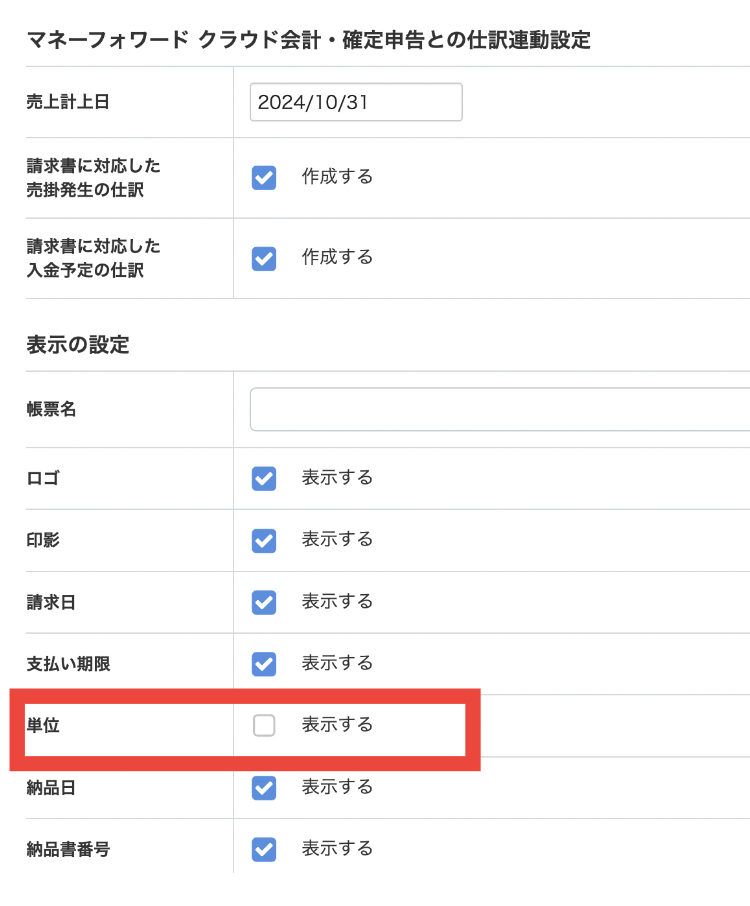 マネーフォワード クラウド会計・確定申告との仕訳連動設定
売上計上日
2024/10/31
請求書に対応した
売掛発生の仕訳
作成する
請求書に対応した
入金予定の仕訳
作成する
表示の設定
帳票名
ロゴ
表示する
印影
表示する
請求日
表示する
支払い期限
表示する
単位
表示する
納品日
表示する
納品書番号
表示する